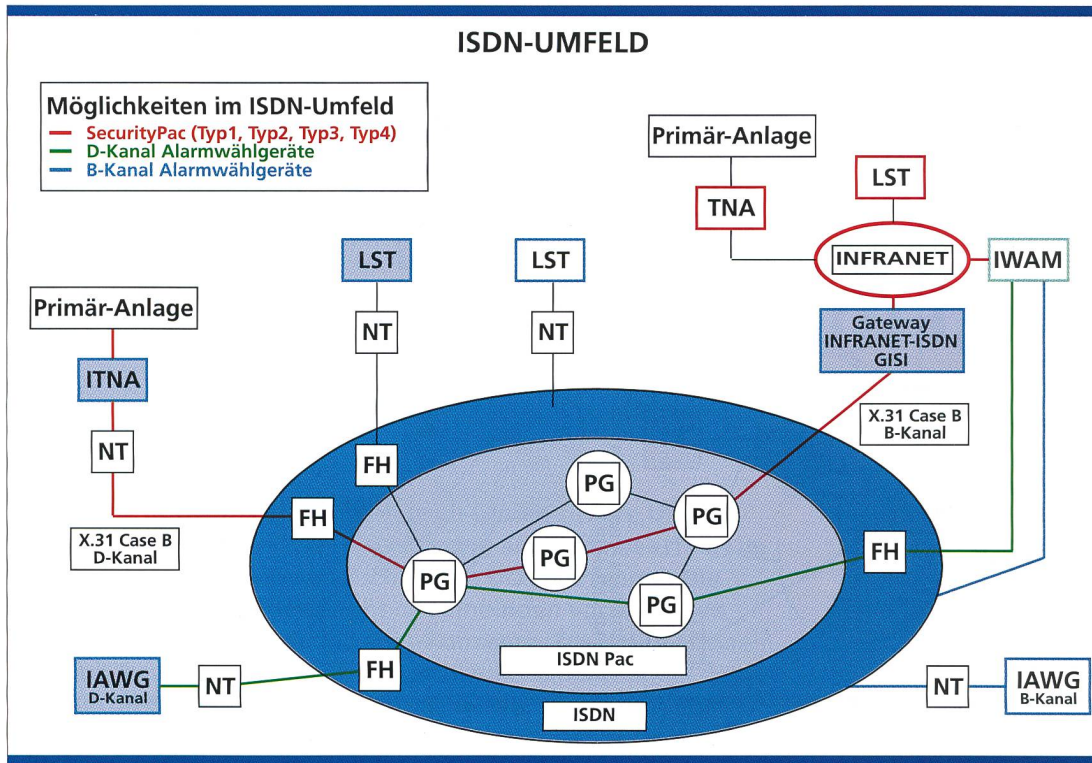 ISDN-UMFELD
Möglichkeiten im ISDN-Umfeld
SecurityPac (Typ1, Typ2, Typ3, Typ4)
D-Kanal Alarmwählgeräte
B-Kanal Alarmwählgeräte
Primär-Anlage
TNA
LST
INFRANET
IWAM
Gateway
INFRANET-ISDN
GISI
X.31 Case B
B-Kanal
LST
NT
LST
NT
Primär-Anlage
ITNA
NT
X.31 Case B
D-Kanal
FH
FH
PG
PG
PG
PG
PG
FH
FH
ISDN Pac
ISDN
IAWG
D-Kanal
NT
NT
IAWG
B-Kanal